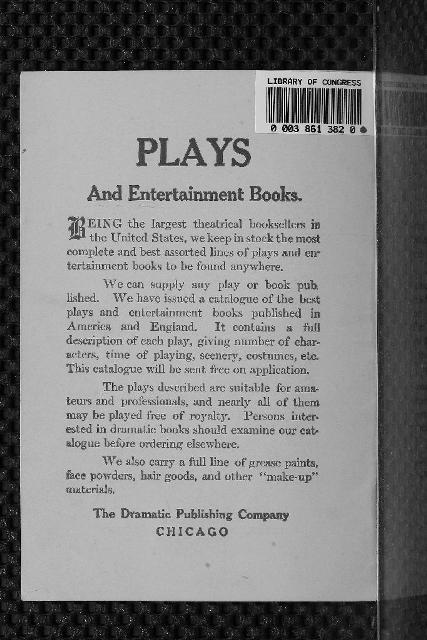 LIBRARY OF CONGRESS
0 003 861 382 0
PLAYS
And Entertainment Books.
BEING the largest theatrical booksellers in
the United States, we keep in stock the most
complete and best assorted lines of plays and en-
tertainment books to be found anywhere.
We can supply any play or book pub
lished. We have issued a catalogue of the best
plays and entertainment books published in
America and England. It contains a full
description of each play, giving number of char-
acters, time of playing, scenery, costumes, etc.
This catalogue will be sent free on application.
The plays described are suitable for ama-
teurs and professionals, and nearly all of them
may be played free of royalty. Persons inter-
ested in dramatic books should examine our cat-
alogue before ordering elsewhere.
We also carry a full line of grease paints,
face powders, hair goods, and other "make-up"
materials.
The Dramatic Publishing Company
CHICAGO